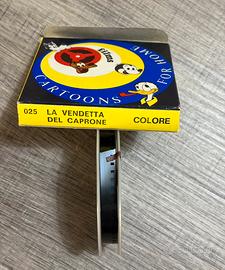 CARTOONS FOR HOME
025 LA VENDETTA
DEL CAPRONE COLORE